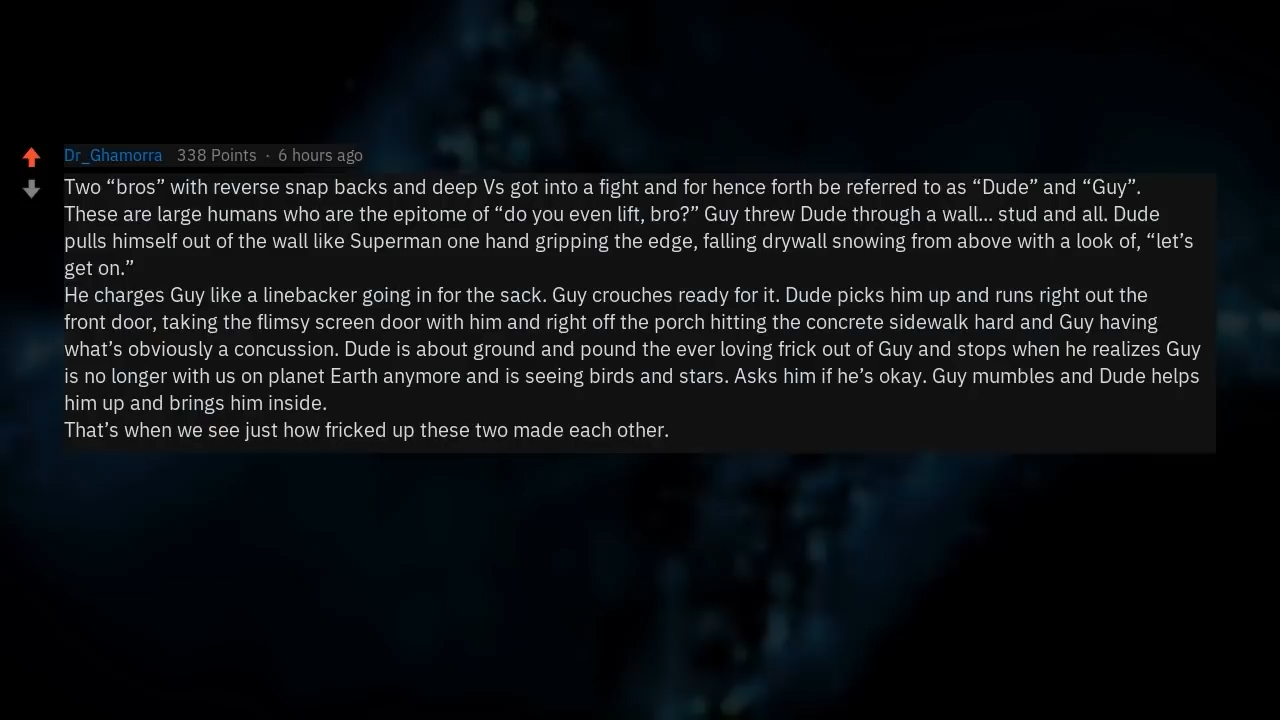 Dr_Ghamorra 338 Points · 6 hours ago
Two “bros” with reverse snap backs and deep Vs got into a fight and for hence forth be referred to as “Dude” and “Guy”.
These are large humans who are the epitome of “do you even lift, bro?” Guy threw Dude through a wall... stud and all. Dude
pulls himself out of the wall like Superman one hand gripping the edge, falling drywall snowing from above with a look of, “let’s
get on.”
He charges Guy like a linebacker going in for the sack. Guy crouches ready for it. Dude picks him up and runs right out the
front door, taking the flimsy screen door with him and right off the porch hitting the concrete sidewalk hard and Guy having
what’s obviously a concussion. Dude is about ground and pound the ever loving frick out of Guy and stops when he realizes Guy
is no longer with us on planet Earth anymore and is seeing birds and stars. Asks him if he’s okay. Guy mumbles and Dude helps
him up and brings him inside.
That’s when we see just how fricked up these two made each other.